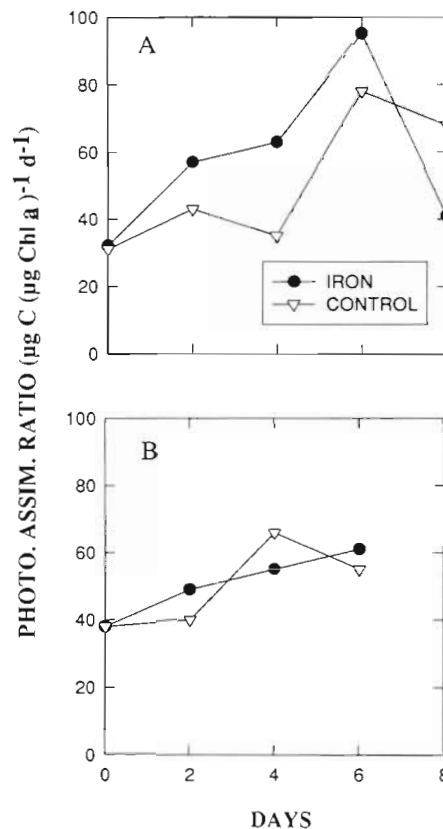 PHOTO. ASSIM. RATIO (µg C (µg Chl a)-1 d-1)
A
100
80
60
40
20
0
IRON
CONTROL
B
100
80
60
40
20
0
0 2 4 6 8
DAYS